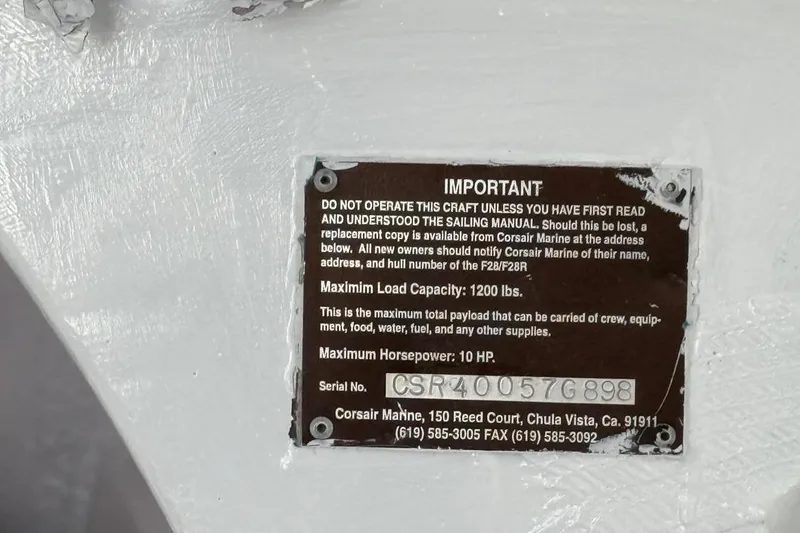 IMPORTANT
DO NOT OPERATE THIS CRAFT UNLESS YOU HAVE FIRST READ
AND UNDERSTOOD THE SAILING MANUAL. Should this be lost, a
replacement copy is available from Corsair Marine at the address
below. All new owners should notify Corsair Marine of their name,
address, and hull number of the F28/F28R
Maximim Load Capacity: 1200 lbs.
This is the maximum total payload that can be carried of crew, equip-
ment, food, water, fuel, and any other supplies.
Maximum Horsepower: 10 HP.
Serial No. CSR40057G898
Corsair Marine, 150 Reed Court, Chula Vista, Ca. 91911
(619) 585-3005 FAX (619) 585-3092